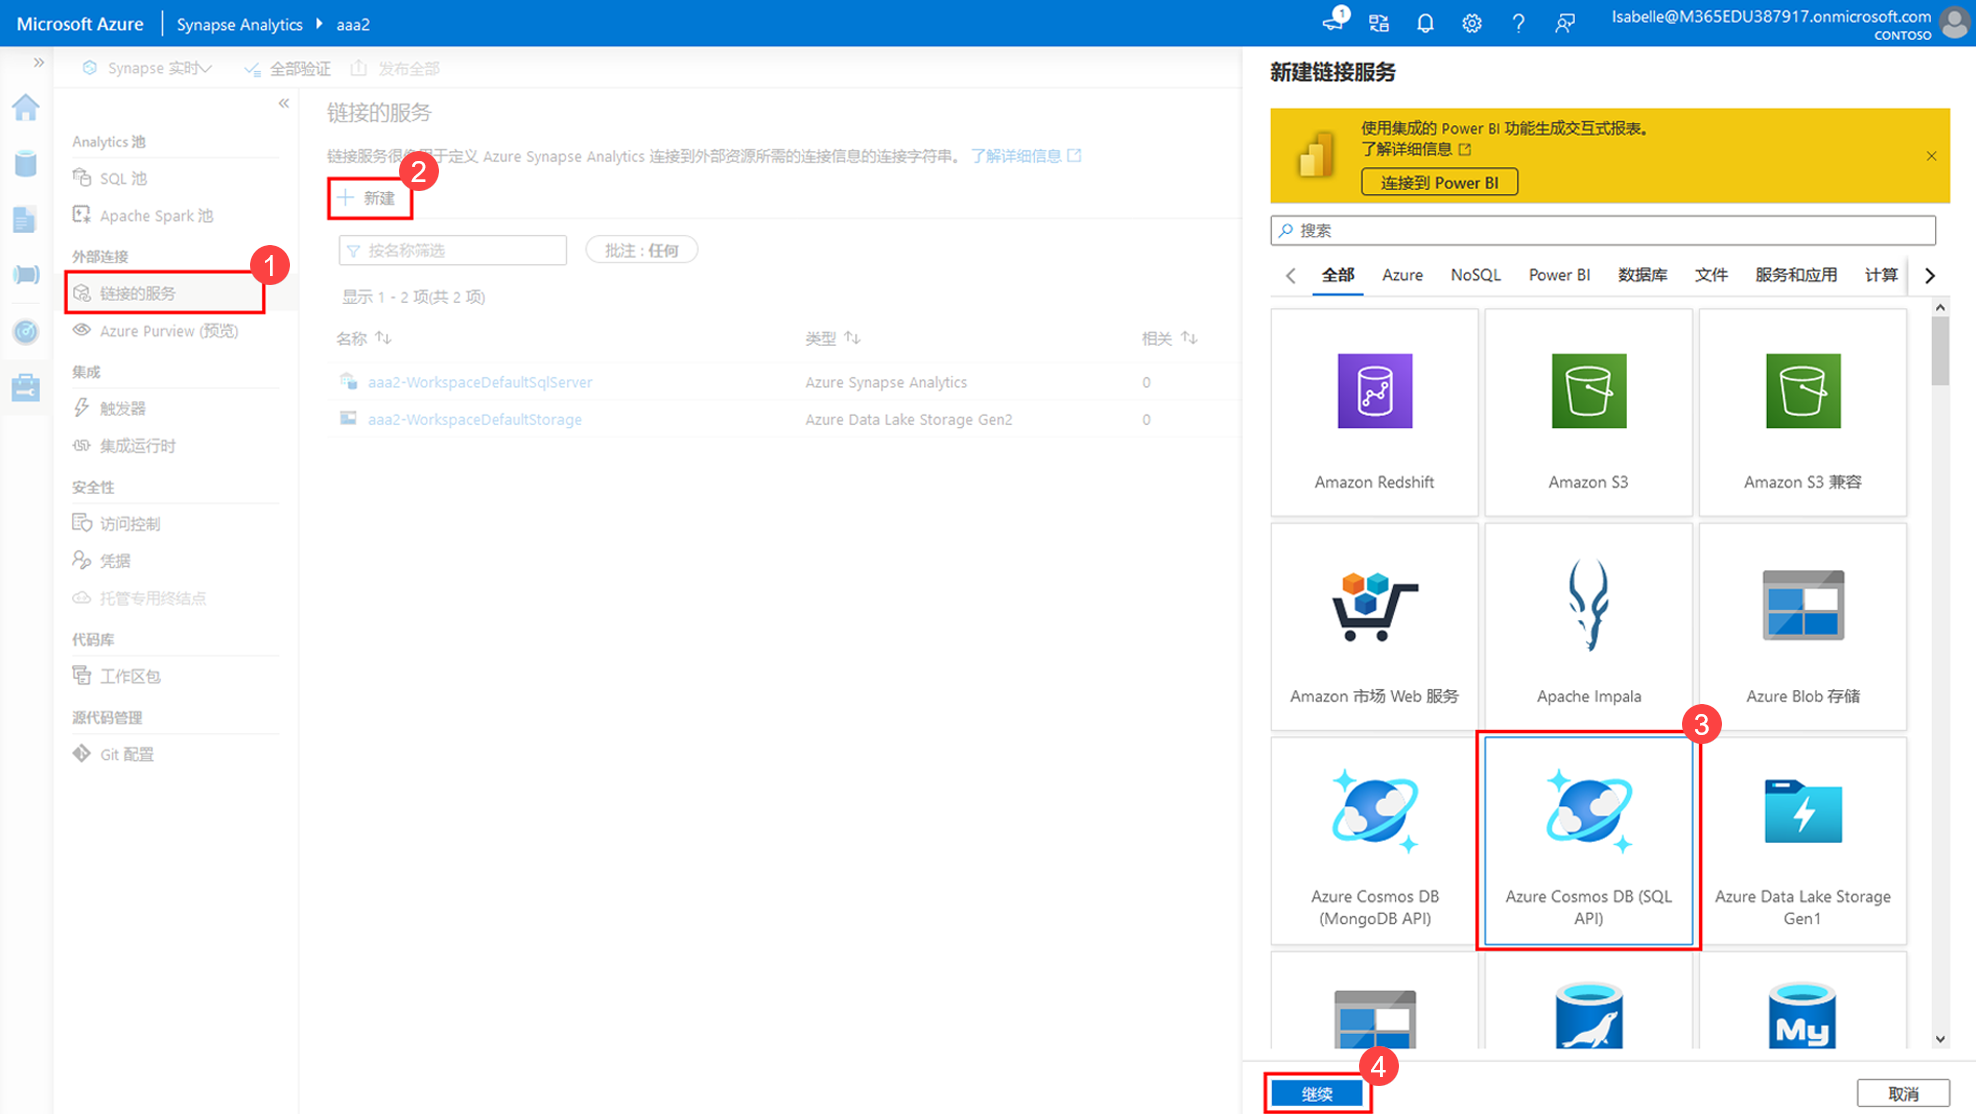 Microsoft Azure
Synapse Analytics
aaa2
1
Isabelle@M365EDU387917.onmicrosoft.com
CONTOSO
Synapse 实时
全部验证
发布全部
Analytics 池
SQL 池
Apache Spark 池
外部连接
1
链接的服务
Azure Purview (预览)
集成
触发器
集成运行时
安全性
访问控制
凭据
托管专用终结点
代码库
工作区包
源代码管理
Git 配置
链接的服务
链接服务很像用于定义 Azure Synapse Analytics 连接到外部资源所需的连接信息的连接字符串。 了解详细信息
2
新建
按名称筛选
批注 : 任何
显示 1 - 2 项(共 2 项)
名称 类型 相关
aaa2-WorkspaceDefaultSqlServer Azure Synapse Analytics 0
aaa2-WorkspaceDefaultStorage Azure Data Lake Storage Gen2 0
新建链接服务
使用集成的 Power BI 功能生成交互式报表。
了解详细信息
连接到 Power BI
搜索
全部 Azure NoSQL Power BI 数据库 文件 服务和应用 计算
Amazon Redshift
Amazon S3
Amazon S3 兼容
Amazon 市场 Web 服务
Apache Impala
Azure Blob 存储
3
Azure Cosmos DB
(MongoDB API)
Azure Cosmos DB (SQL
API)
Azure Data Lake Storage
Gen1
My
4
继续
取消